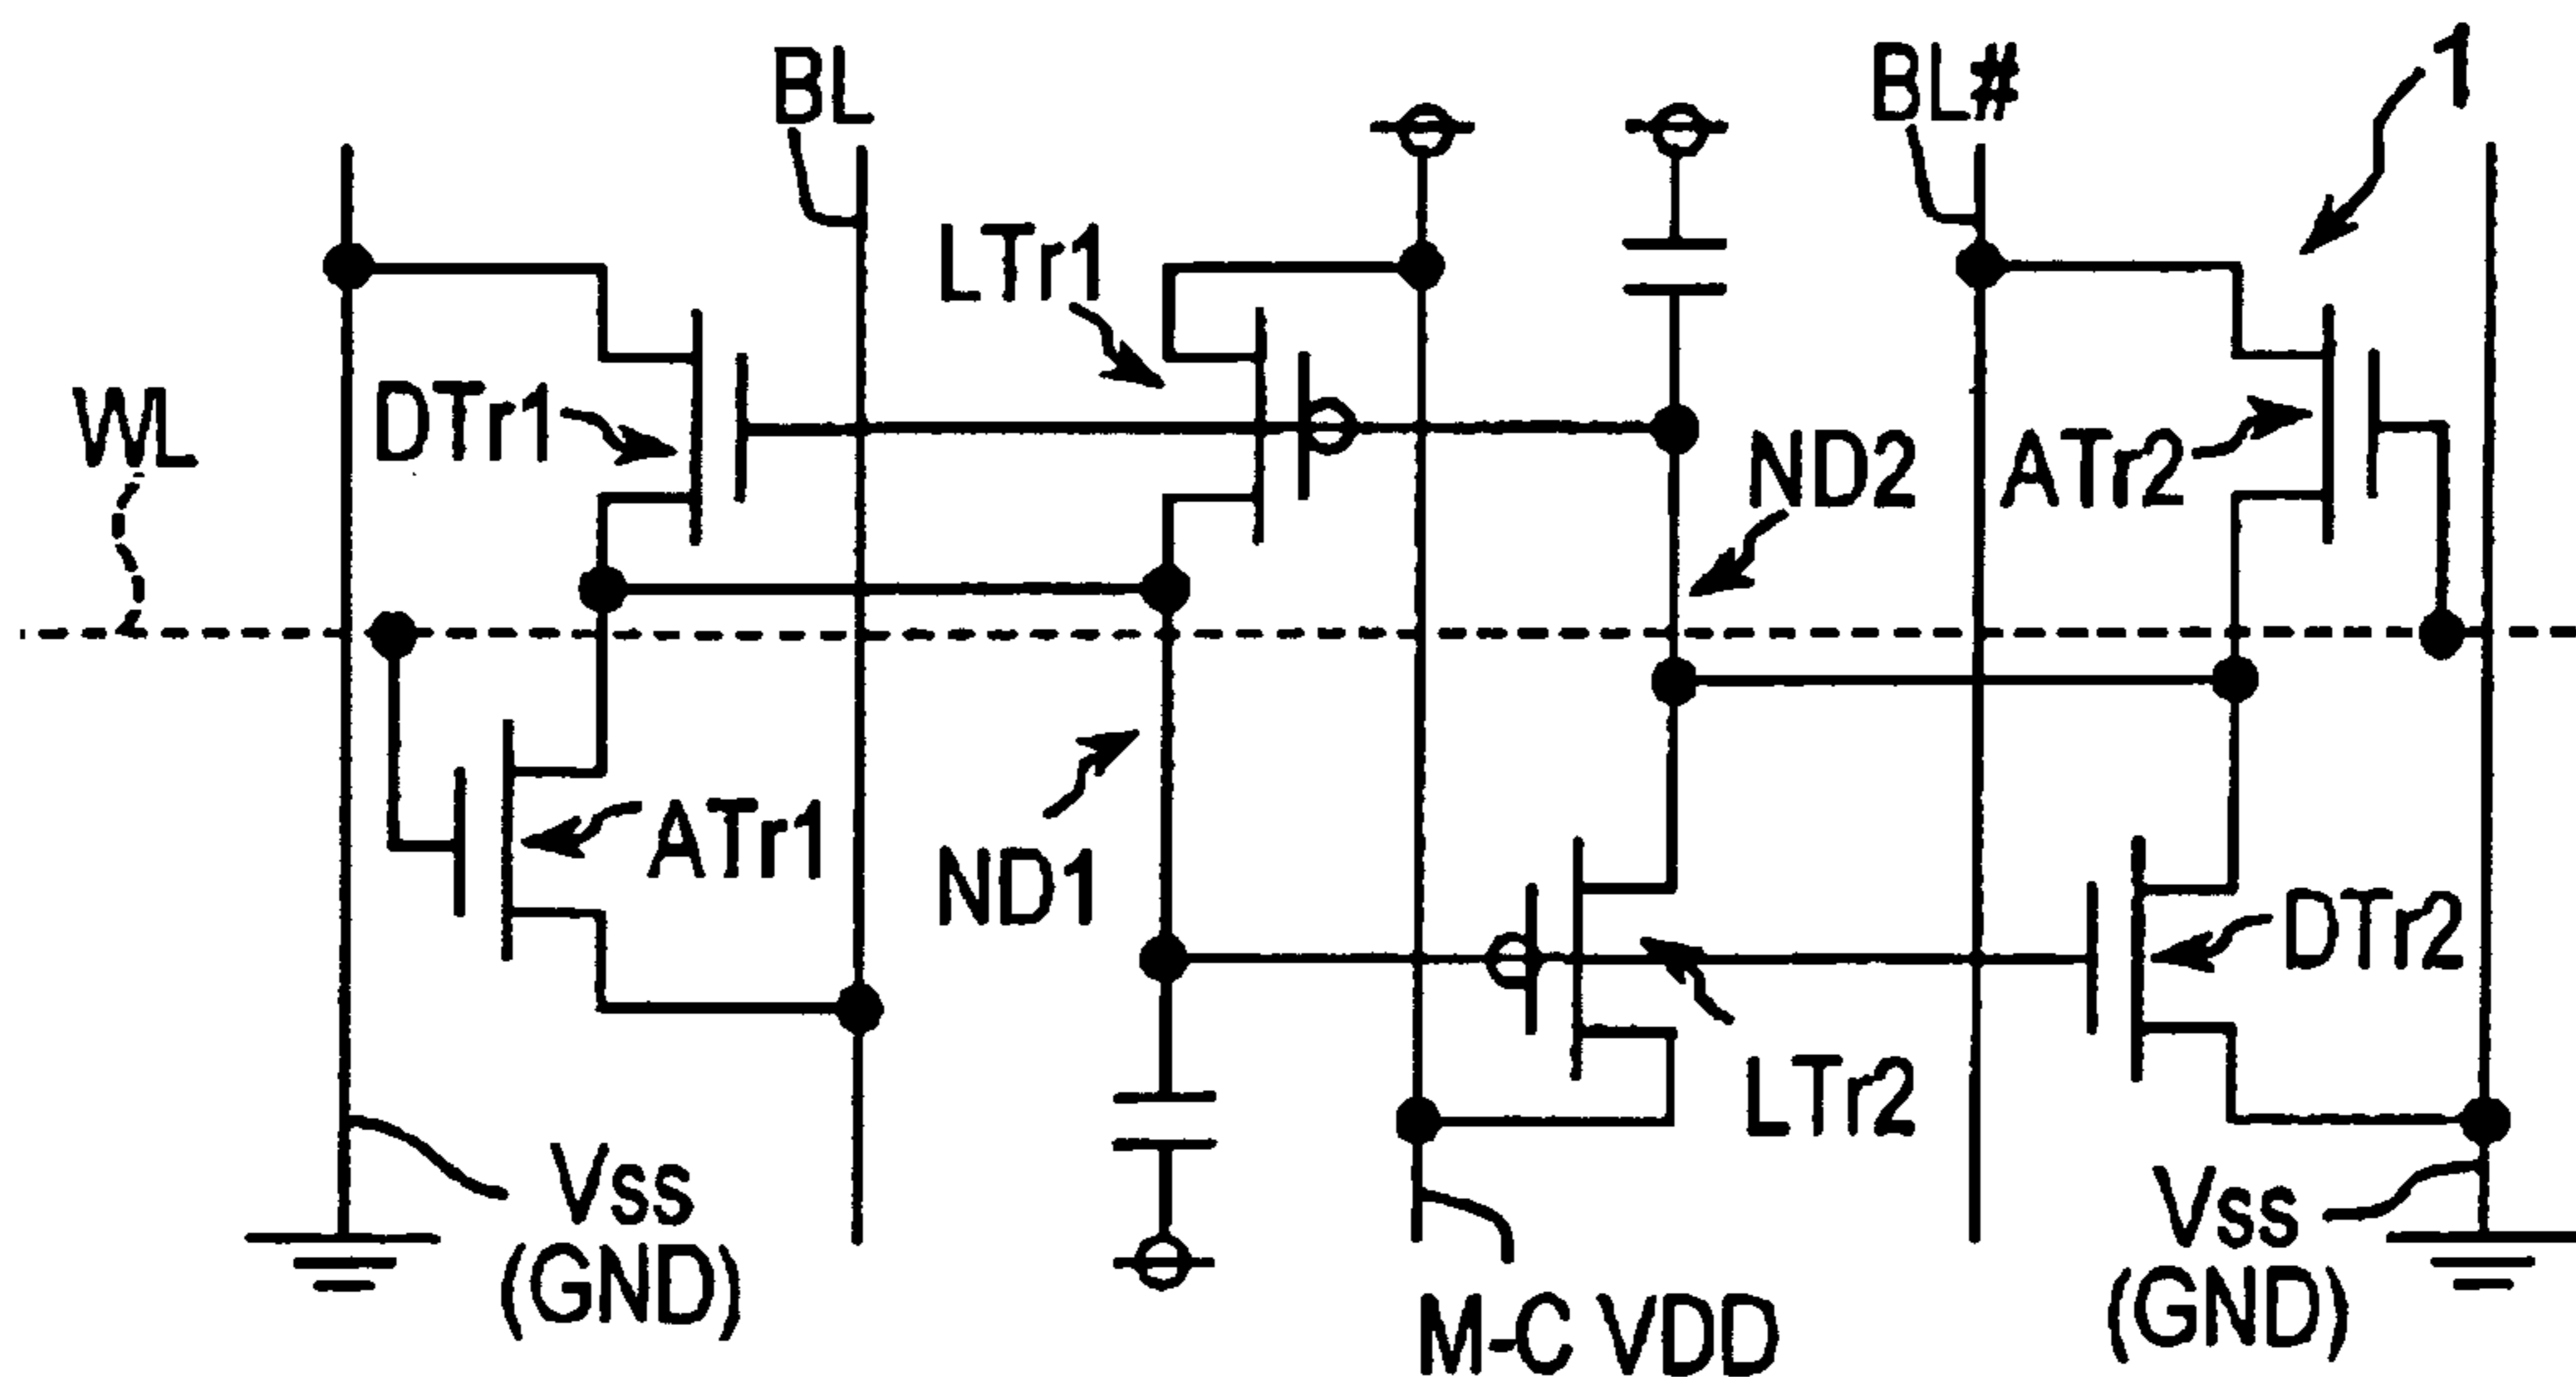 BL
BL#
1
LTr1
WL
DTr1
ND2
ATr2
ATr1
ND1
DTr2
LTr2
Vss
(GND)
Vss
(GND)
M-C VDD